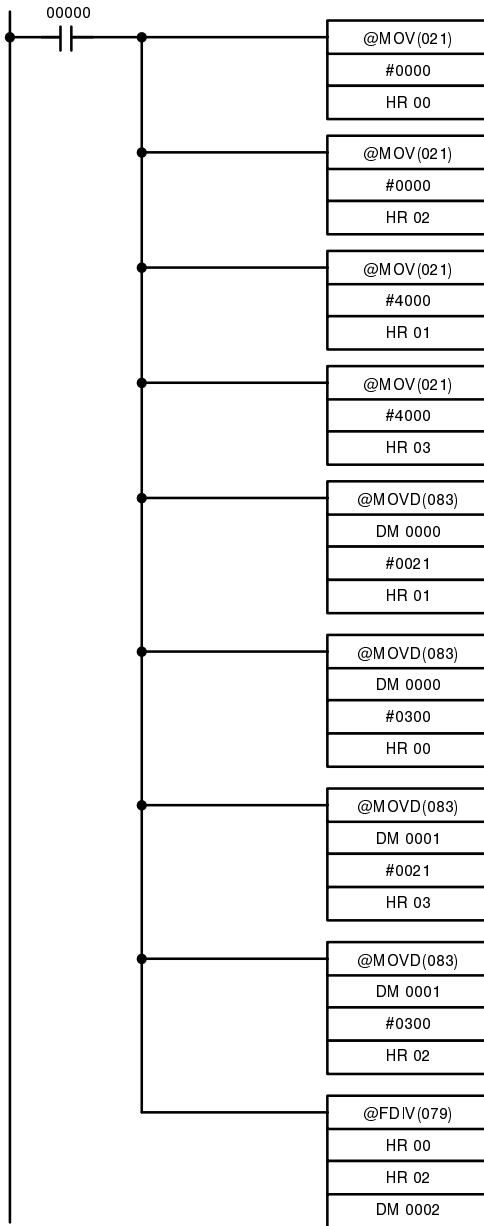 00000
@MOV(021)
#0000
HR 00
@MOV(021)
#0000
HR 02
@MOV(021)
#4000
HR 01
@MOV(021)
#4000
HR 03
@MOVD(083)
DM 0000
#0021
HR 01
@MOVD(083)
DM 0000
#0300
HR 00
@MOVD(083)
DM 0001
#0021
HR 03
@MOVD(083)
DM 0001
#0300
HR 02
@FDIV(079)
HR 00
HR 02
DM 0002